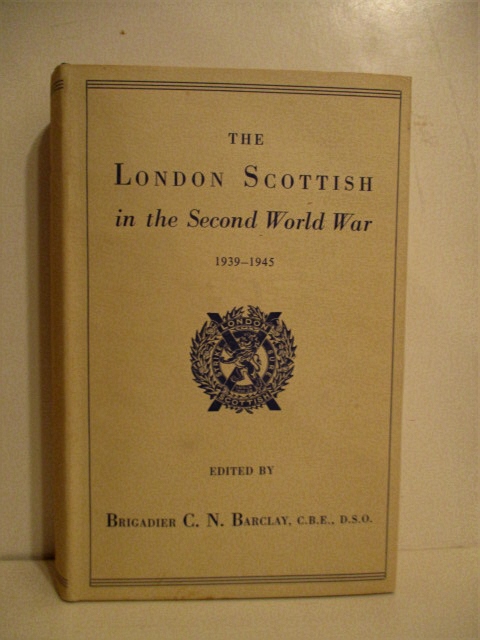 THE
LONDON SCOTTISH
in the Second World War
1939–1945
LONDON
SCOTTISH
EDITED BY
BRIGADIER C. N. BARCLAY, C.B.E., D.S.O.